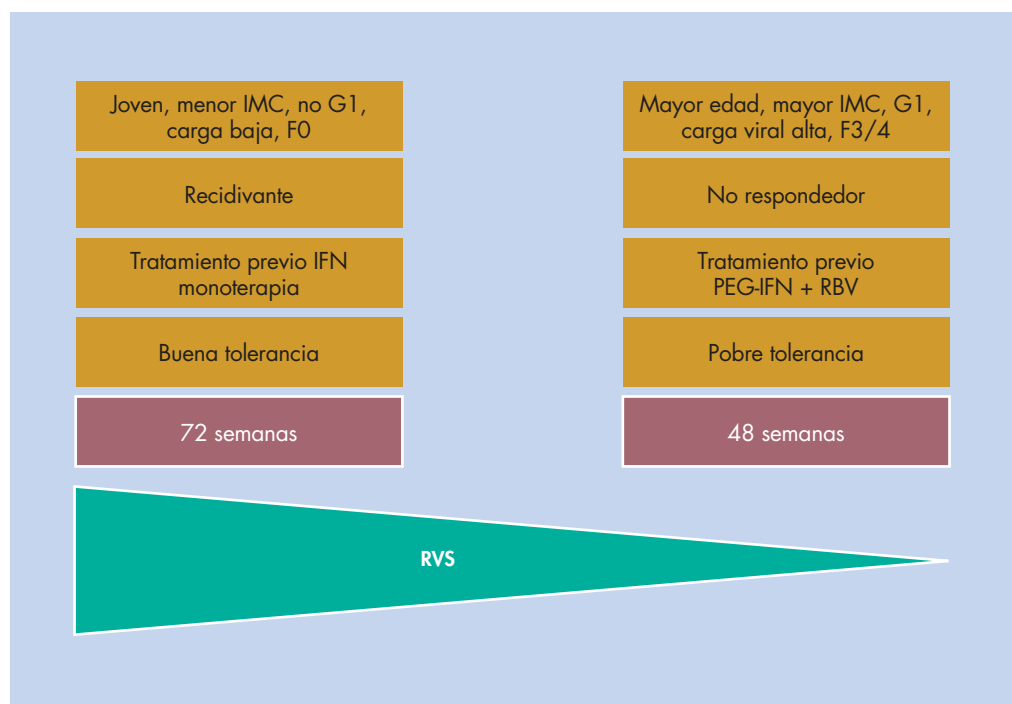 Joven, menor IMC, no G1,
carga baja, F0
Recidivante
Tratamiento previo IFN
monoterapia
Buena tolerancia
72 semanas
Mayor edad, mayor IMC, G1,
carga viral alta, F3/4
No respondedor
Tratamiento previo
PEG-IFN + RBV
Pobre tolerancia
48 semanas
RVS